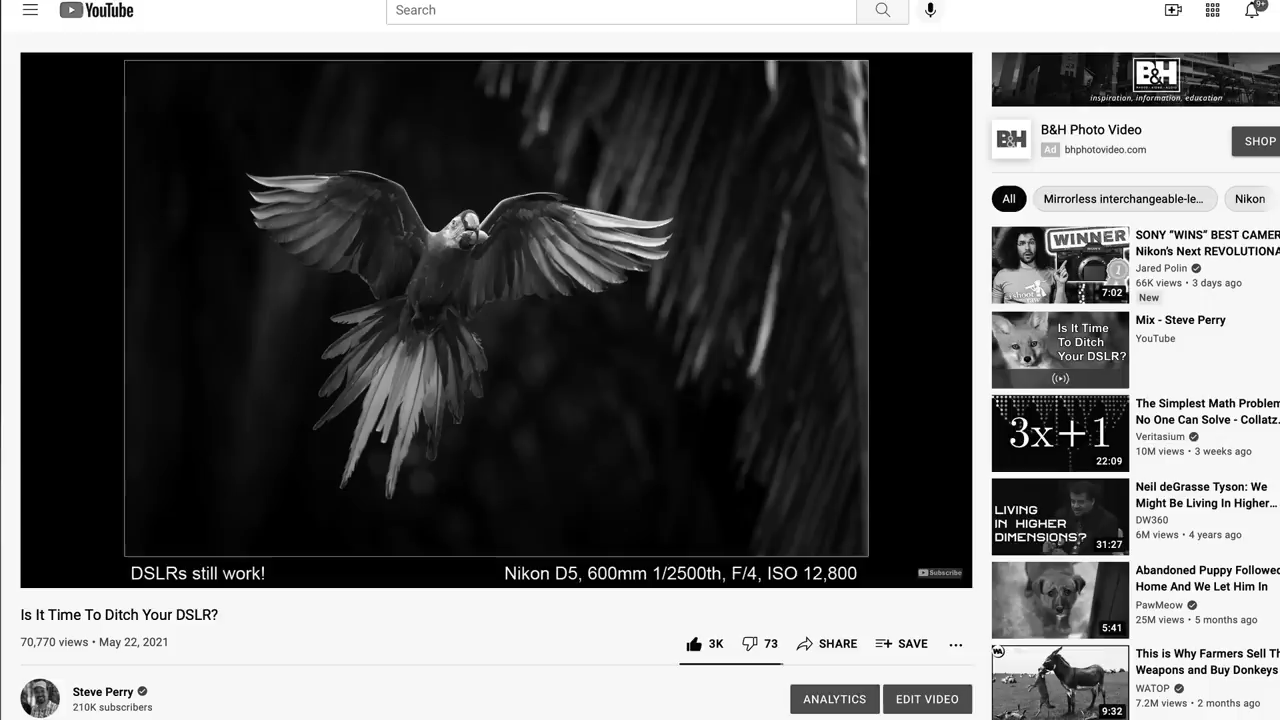 YouTube
Search
9+
DSLRs still work!
Nikon D5, 600mm 1/2500th, F/4, ISO 12,800
Subscribe
Is It Time To Ditch Your DSLR?
70,770 views • May 22, 2021
3K
73
SHARE
SAVE
Steve Perry
210K subscribers
ANALYTICS
EDIT VIDEO
B&H
PHOTO · VIDEO · AUDIO
inspiration, information, education
B&H
B&H Photo Video
Ad
bhphotovideo.com
SHOP
All
Mirrorless interchangeable-le...
Nikon
WINNER
i shoot raw
7:02
SONY “WINS” BEST CAMER
Nikon's Next REVOLUTIONA
Jared Polin
66K views • 3 days ago
New
Is It Time
To Ditch
Your DSLR?
Mix - Steve Perry
YouTube
3x+1
22:09
The Simplest Math Problem
No One Can Solve - Collatz...
Veritasium
10M views • 3 weeks ago
LIVING
IN HIGHER
DIMENSIONS?
31:27
Neil deGrasse Tyson: We
Might Be Living In Higher...
DW360
6M views • 4 years ago
5:41
Abandoned Puppy Followed
Home And We Let Him In
PawMeow
25M views • 5 months ago
WA
9:32
This is Why Farmers Sell Th
Weapons and Buy Donkeys
WATOP
7.2M views • 2 months ago